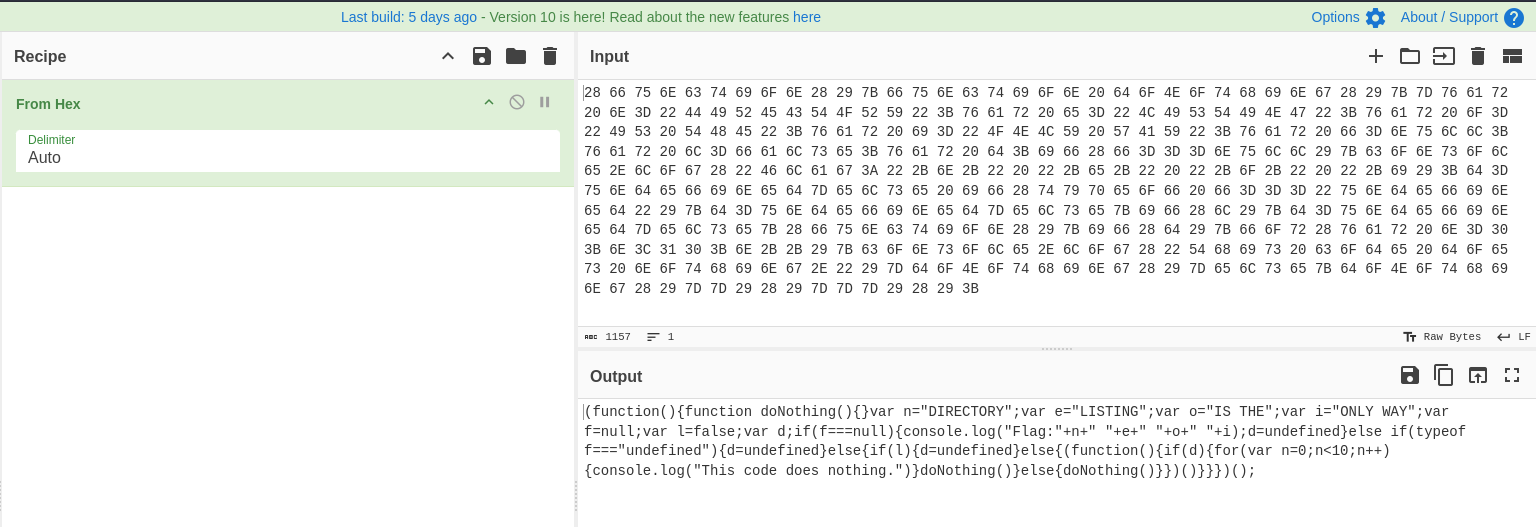 Last build: 5 days ago - Version 10 is here! Read about the new features here
Options
About / Support
Recipe
Input
From Hex
Delimiter
Auto
28 66 75 6E 63 74 69 6F 6E 28 29 7B 66 75 6E 63 74 69 6F 6E 20 64 6F 4E 6F 74 68 69 6E 67 28 29 7B 7D 76 61 72
20 6E 3D 22 44 49 52 45 43 54 4F 52 59 22 3B 76 61 72 20 65 3D 22 4C 49 53 54 49 4E 47 22 3B 76 61 72 20 6F 3D
22 49 53 20 54 48 45 22 3B 76 61 72 20 69 3D 22 4F 4E 4C 59 20 57 41 59 22 3B 76 61 72 20 66 3D 6E 75 6C 6C 3B
76 61 72 20 6C 3D 66 61 6C 73 65 3B 76 61 72 20 64 3B 69 66 28 66 3D 3D 3D 6E 75 6C 6C 29 7B 63 6F 6E 73 6F 6C
65 2E 6C 6F 67 28 22 46 6C 61 67 3A 22 2B 6E 2B 22 20 22 2B 65 2B 22 20 22 2B 6F 2B 22 20 22 2B 69 29 3B 64 3D
75 6E 64 65 66 69 6E 65 64 7D 65 6C 73 65 20 69 66 28 74 79 70 65 6F 66 20 66 3D 3D 3D 22 75 6E 64 65 66 69 6E
65 64 22 29 7B 64 3D 75 6E 64 65 66 69 6E 65 64 7D 65 6C 73 65 7B 69 66 28 6C 29 7B 64 3D 75 6E 64 65 66 69 6E
65 64 7D 65 6C 73 65 7B 28 66 75 6E 63 74 69 6F 6E 28 29 7B 69 66 28 64 29 7B 66 6F 72 28 76 61 72 20 6E 3D 30
3B 6E 3C 31 30 3B 6E 2B 2B 29 7B 63 6F 6E 73 6F 6C 65 2E 6C 6F 67 28 22 54 68 69 73 20 63 6F 64 65 20 64 6F 65
73 20 6E 6F 74 68 69 6E 67 2E 22 29 7D 64 6F 4E 6F 74 68 69 6E 67 28 29 7D 65 6C 73 65 7B 64 6F 4E 6F 74 68 69
6E 67 28 29 7D 7D 29 28 29 7D 7D 7D 29 28 29 3B
ABC 1157 1
Tt Raw Bytes LF
Output
(function(){function doNothing(){}var n="DIRECTORY";var e="LISTING";var o="IS THE";var i="ONLY WAY";var
f=null;var l=false;var d;if(f===null){console.log("Flag:"+n+" "+e+" "+o+" "+i);d=undefined}else if(typeof
f==="undefined"){d=undefined}else{if(l){d=undefined}else{(function(){if(d){for(var n=0;n<10;n++)
{console.log("This code does nothing.")}doNothing()}else{doNothing()}})()}}})();